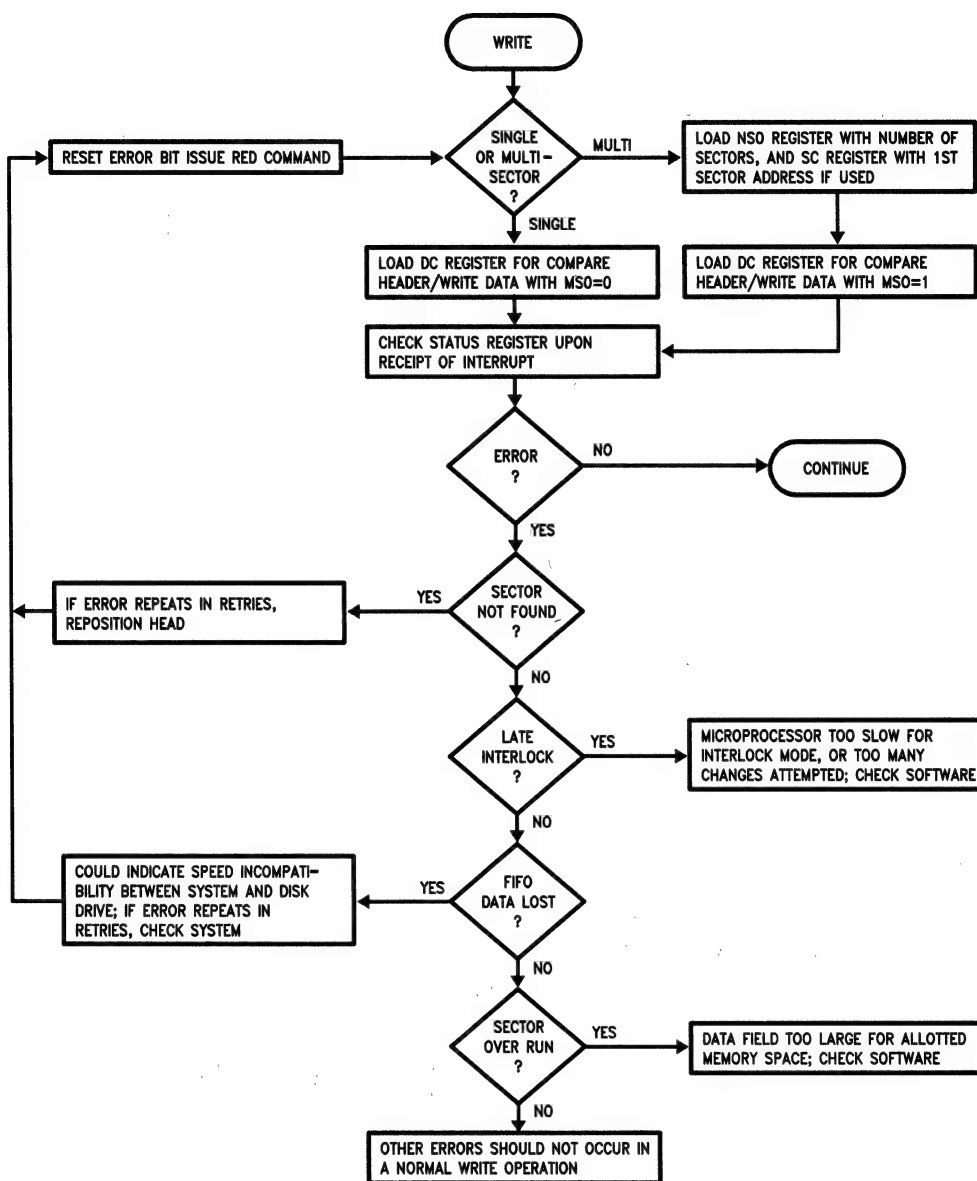 WRITE
SINGLE
OR MULTI-
SECTOR
?
MULTI
LOAD NSO REGISTER WITH NUMBER OF
SECTORS, AND SC REGISTER WITH 1ST
SECTOR ADDRESS IF USED
RESET ERROR BIT ISSUE RED COMMAND
SINGLE
LOAD DC REGISTER FOR COMPARE
HEADER/WRITE DATA WITH MSO=0
LOAD DC REGISTER FOR COMPARE
HEADER/WRITE DATA WITH MSO=1
CHECK STATUS REGISTER UPON
RECEIPT OF INTERRUPT
ERROR
?
NO
CONTINUE
YES
SECTOR
NOT FOUND
?
YES
IF ERROR REPEATS IN RETRIES,
REPOSITION HEAD
NO
LATE
INTERLOCK
?
YES
MICROPROCESSOR TOO SLOW FOR
INTERLOCK MODE, OR TOO MANY
CHANGES ATTEMPTED; CHECK SOFTWARE
NO
FIFO
DATA LOST
?
YES
COULD INDICATE SPEED INCOMPATI-
BILITY BETWEEN SYSTEM AND DISK
DRIVE; IF ERROR REPEATS IN
RETRIES, CHECK SYSTEM
NO
SECTOR
OVER RUN
?
YES
DATA FIELD TOO LARGE FOR ALLOTTED
MEMORY SPACE; CHECK SOFTWARE
NO
OTHER ERRORS SHOULD NOT OCCUR IN
A NORMAL WRITE OPERATION